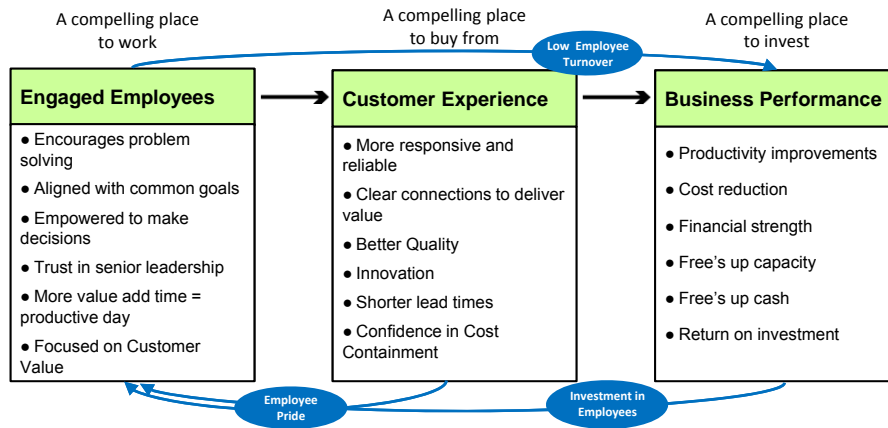 A compelling place
to work
A compelling place
to buy from
A compelling place
to invest
Low Employee
Turnover
Engaged Employees
● Encourages problem
solving
● Aligned with common goals
● Empowered to make
decisions
● Trust in senior leadership
● More value add time =
productive day
● Focused on Customer
Value
Customer Experience
● More responsive and
reliable
● Clear connections to deliver
value
● Better Quality
● Innovation
● Shorter lead times
● Confidence in Cost
Containment
Business Performance
● Productivity improvements
● Cost reduction
● Financial strength
● Free's up capacity
● Free's up cash
● Return on investment
Employee
Pride
Investment in
Employees